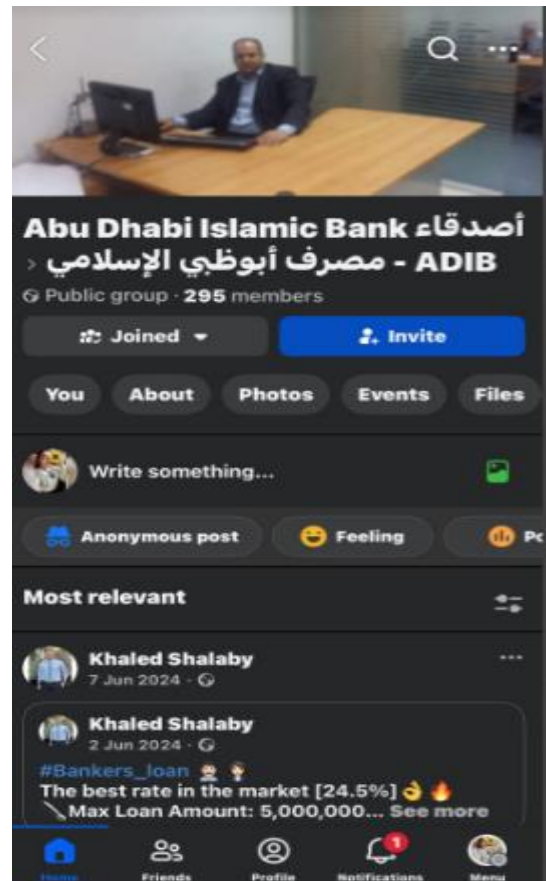 أصدقاء Abu Dhabi Islamic Bank
ADIB - مصرف أبوظبي الإسلامي
Public group · 295 members
Joined
Invite
You About Photos Events Files
Write something...
Anonymous post Feeling Po
Most relevant
Khaled Shalaby
7 Jun 2024
Khaled Shalaby
2 Jun 2024
#Bankers_loan
The best rate in the market [24.5%] 👌🔥
Max Loan Amount: 5,000,000... See more
1
Home Friends Profile Notifications Menu